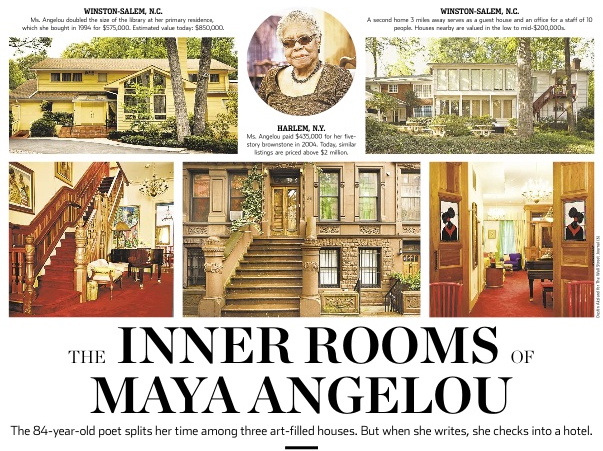 WINSTON-SALEM, N.C.
Ms. Angelou doubled the size of the library at her primary residence,
which she bought in 1994 for $575,000. Estimated value today: $850,000.
WINSTON-SALEM, N.C.
A second home 3 miles away serves as a guest house and an office for a staff of 10
people. Houses nearby are valued in the low to mid-$200,000s.
HARLEM, N.Y.
Ms. Angelou paid $435,000 for her five-
story brownstone in 2004. Today, similar
listings are priced above $2 million.
THE INNER ROOMS OF
MAYA ANGELOU
The 84-year-old poet splits her time among three art-filled houses. But when she writes, she checks into a hotel.